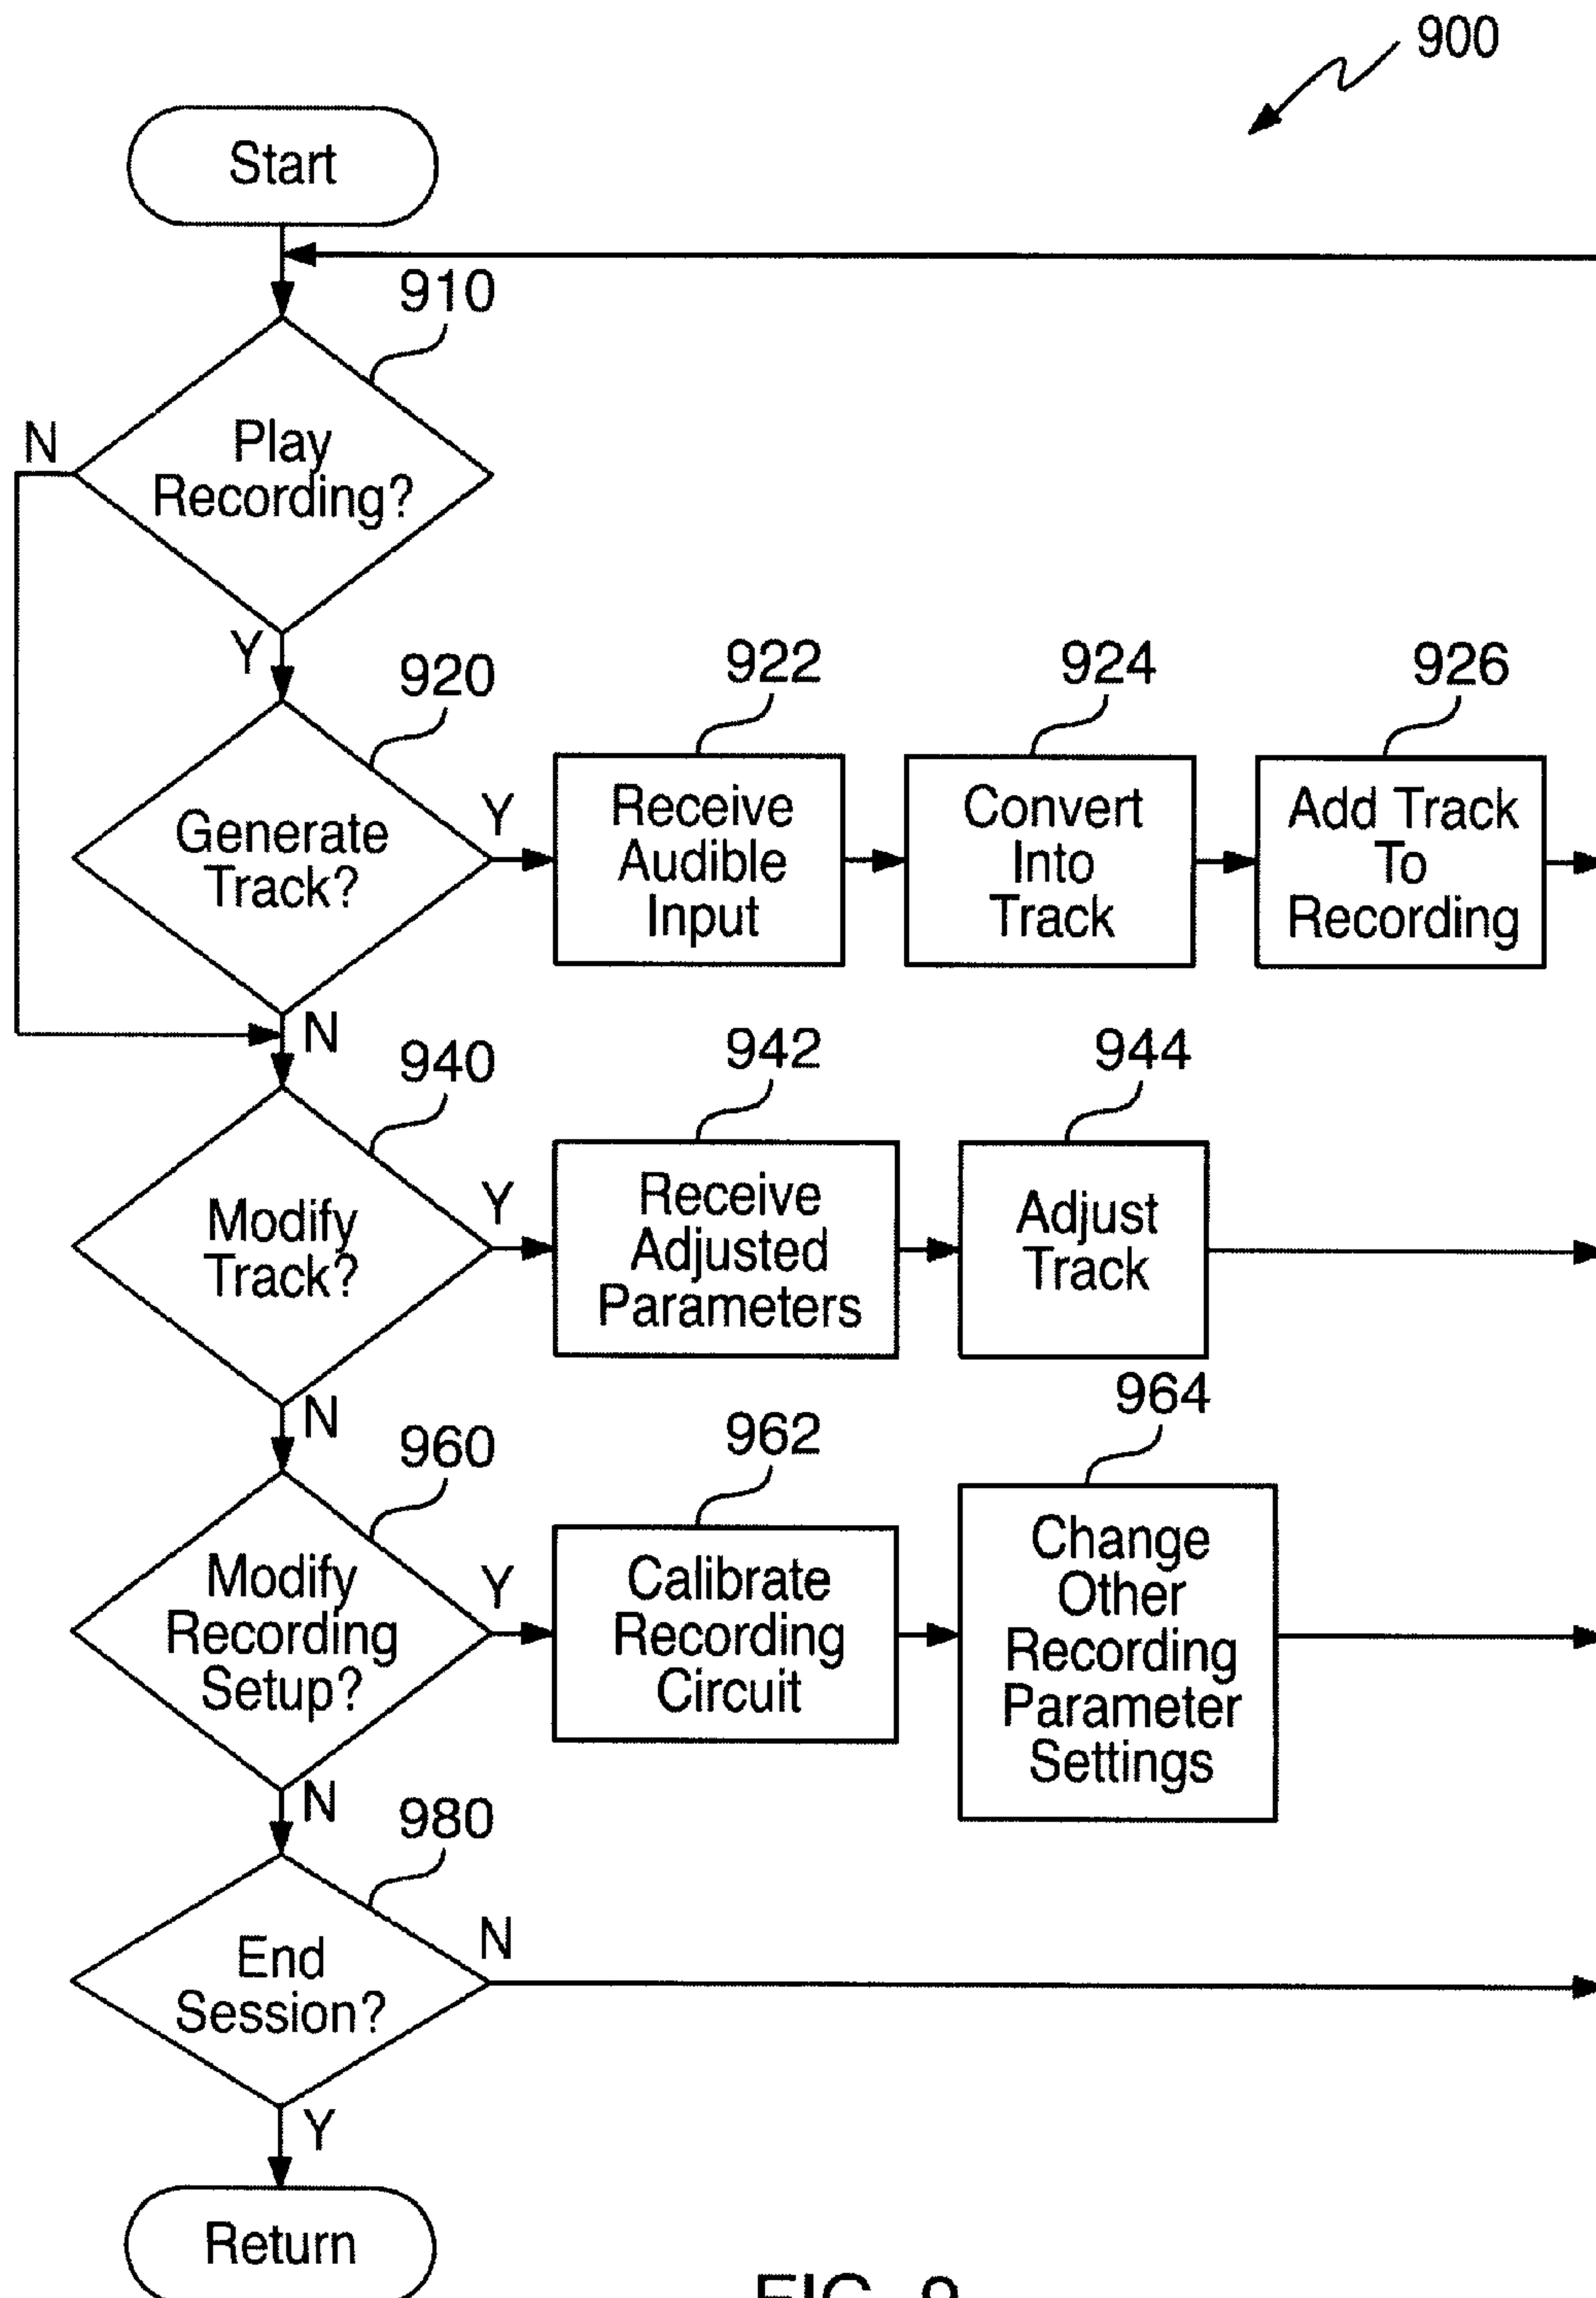 900
Start
910
N
Play
Recording?
Y
920
922
924
926
Generate
Track?
Y
Receive
Audible
Input
Convert
Into
Track
Add Track
To
Recording
N
940
942
944
Modify
Track?
Y
Receive
Adjusted
Parameters
Adjust
Track
N
960
962
964
Modify
Recording
Setup?
Y
Calibrate
Recording
Circuit
Change
Other
Recording
Parameter
Settings
N
980
End
Session?
N
Y
Return
FIG. 9